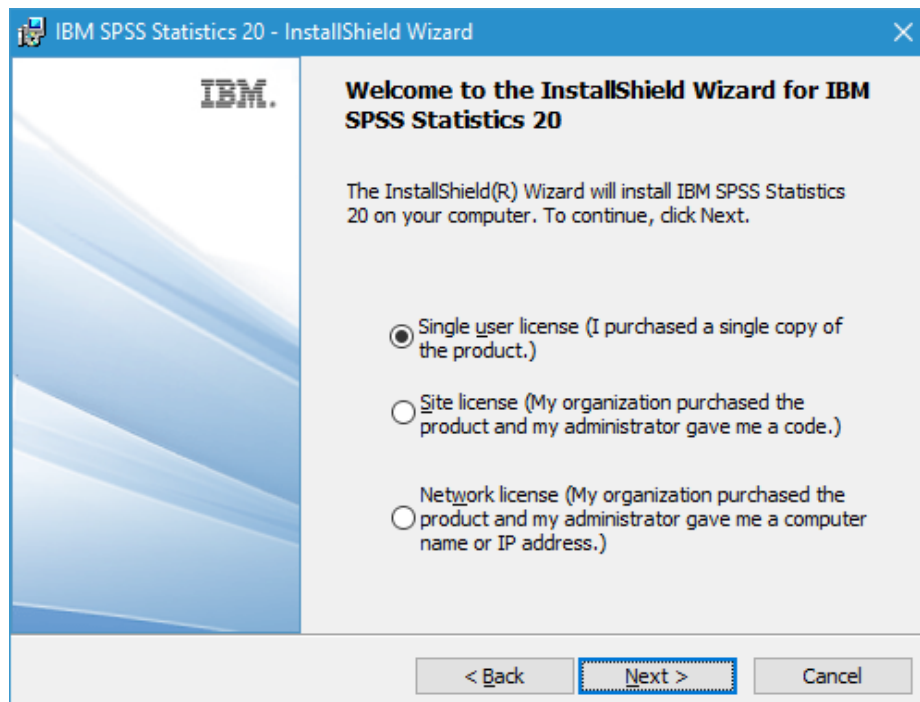 IBM SPSS Statistics 20 - InstallShield Wizard
IBM.
Welcome to the InstallShield Wizard for IBM
SPSS Statistics 20
The InstallShield(R) Wizard will install IBM SPSS Statistics
20 on your computer. To continue, click Next.
Single user license (I purchased a single copy of
the product.)
Site license (My organization purchased the
product and my administrator gave me a code.)
Network license (My organization purchased the
product and my administrator gave me a computer
name or IP address.)
< Back
Next >
Cancel